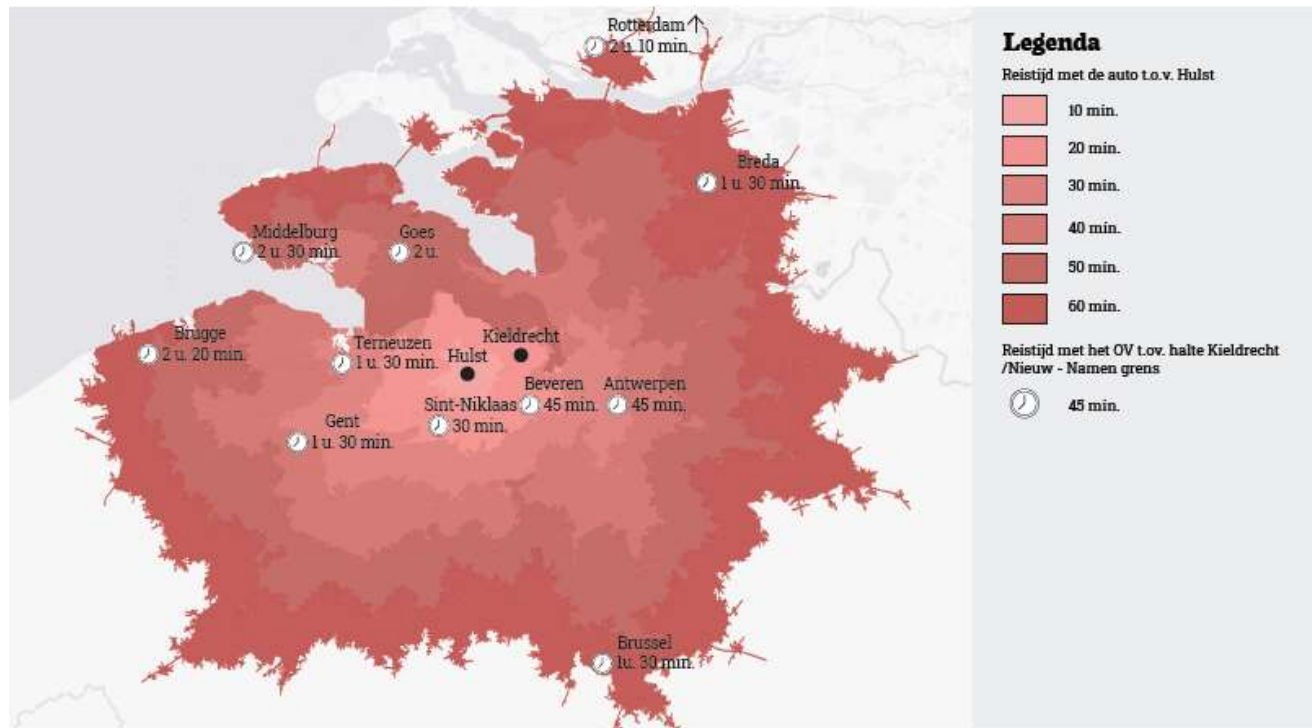 Rotterdam ↑
2 u. 10 min.
Breda
1 u. 30 min.
Middelburg
2 u. 30 min.
Goes
2 u.
Brugge
2 u. 20 min.
Terneuzen
1 u. 30 min.
Kieldrecht
Hulst
Beveren
45 min.
Antwerpen
45 min.
Sint-Niklaas
30 min.
Gent
1 u. 30 min.
Brussel
1u. 30 min.
Legenda
Reistijd met de auto t.o.v. Hulst
10 min.
20 min.
30 min.
40 min.
50 min.
60 min.
Reistijd met het OV t.ov. halte Kieldrecht
/Nieuw - Namen grens
45 min.